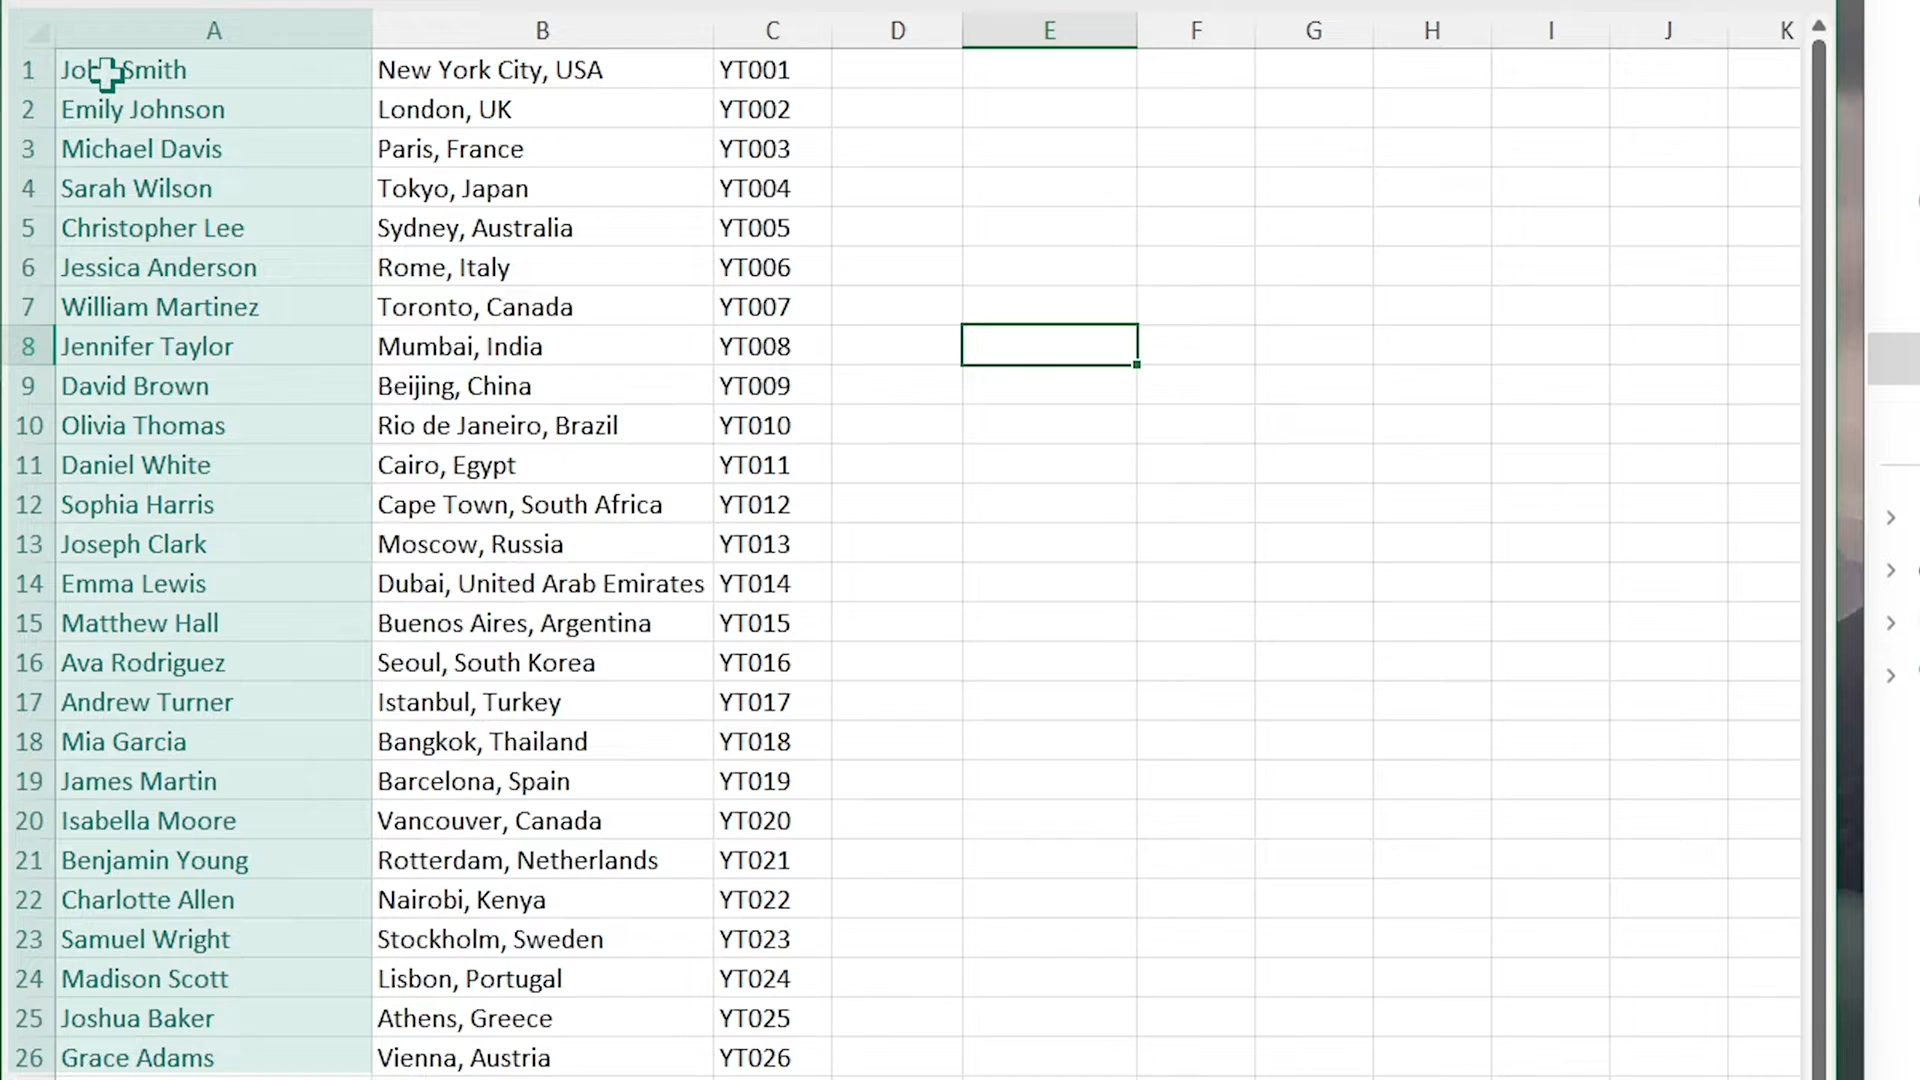 A B C D E F G H I J K
1 Smith New York City, USA YT001
2 Emily Johnson London, UK YT002
3 Michael Davis Paris, France YT003
4 Sarah Wilson Tokyo, Japan YT004
5 Christopher Lee Sydney, Australia YT005
6 Jessica Anderson Rome, Italy YT006
7 William Martinez Toronto, Canada YT007
8 Jennifer Taylor Mumbai, India YT008
9 David Brown Beijing, China YT009
10 Olivia Thomas Rio de Janeiro, Brazil YT010
11 Daniel White Cairo, Egypt YT011
12 Sophia Harris Cape Town, South Africa YT012
13 Joseph Clark Moscow, Russia YT013
14 Emma Lewis Dubai, United Arab Emirates YT014
15 Matthew Hall Buenos Aires, Argentina YT015
16 Ava Rodriguez Seoul, South Korea YT016
17 Andrew Turner Istanbul, Turkey YT017
18 Mia Garcia Bangkok, Thailand YT018
19 James Martin Barcelona, Spain YT019
20 Isabella Moore Vancouver, Canada YT020
21 Benjamin Young Rotterdam, Netherlands YT021
22 Charlotte Allen Nairobi, Kenya YT022
23 Samuel Wright Stockholm, Sweden YT023
24 Madison Scott Lisbon, Portugal YT024
25 Joshua Baker Athens, Greece YT025
26 Grace Adams Vienna, Austria YT026